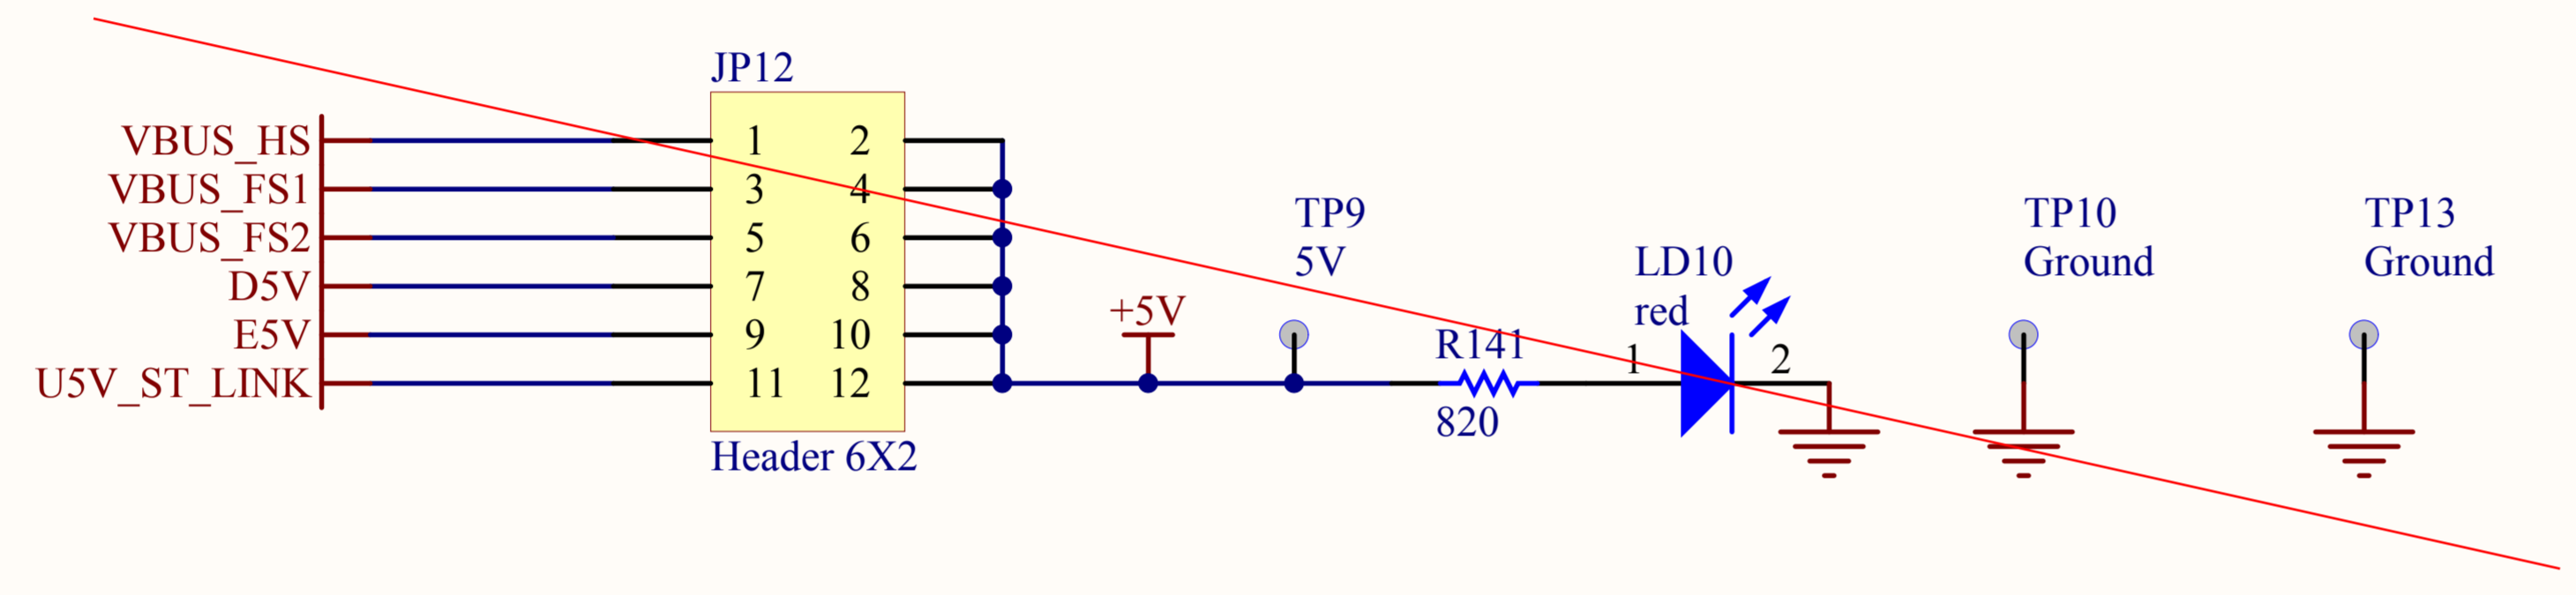 JP12
VBUS_HS 1 2
VBUS_FS1 3 4
VBUS_FS2 5 6
D5V 7 8
E5V 9 10
U5V_ST_LINK 11 12
Header 6X2
+5V
TP9
5V
R141
820
LD10
red
1 2
TP10
Ground
TP13
Ground